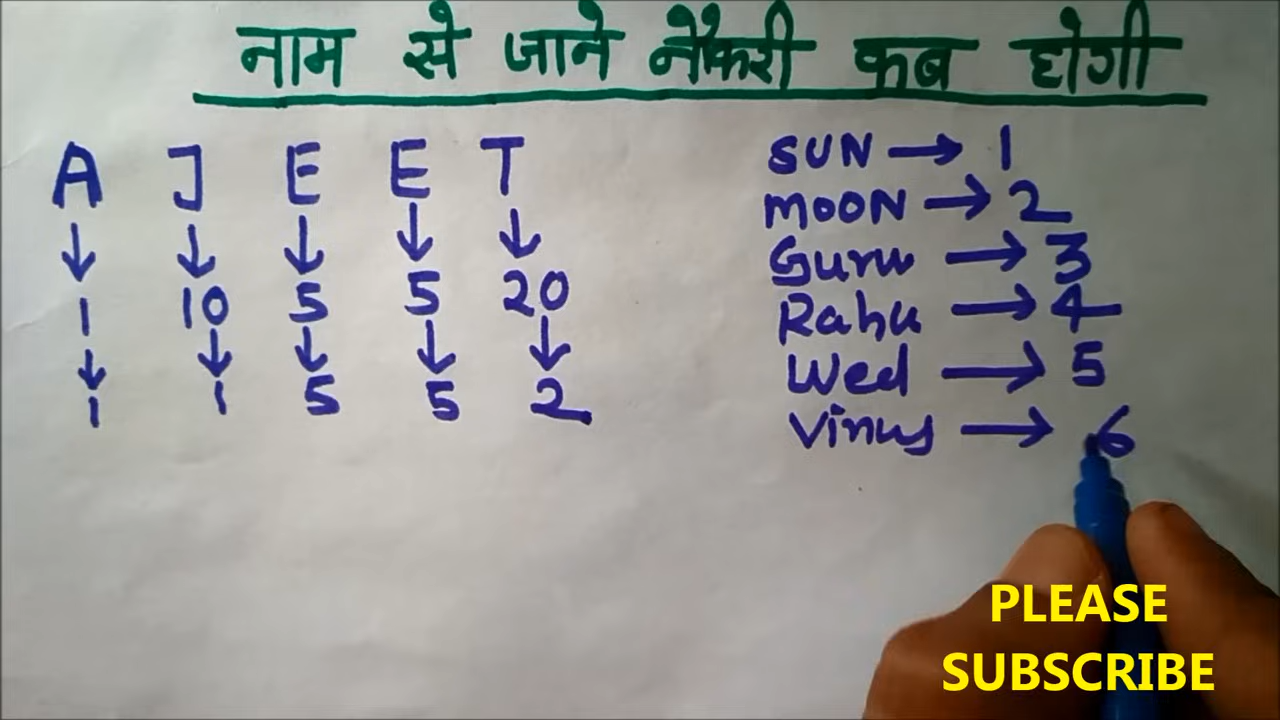 नाम से जाने नौकरी कब होगी
A J E E T
↓ ↓ ↓ ↓ ↓
1 10 5 5 20
↓ ↓ ↓ ↓ ↓
1 1 5 5 2
SUN → 1
MOON → 2
Guru → 3
Rahu → 4
Wed → 5
Vinus → 6
PLEASE
SUBSCRIBE